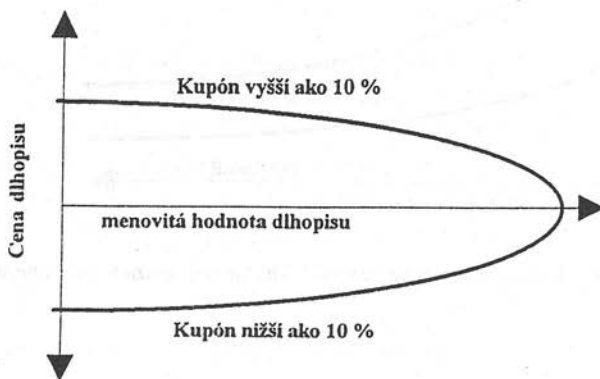 Kupón vyšší ako 10 %
Cena dlhopisu
menovitá hodnota dlhopisu
Kupón nižší ako 10 %